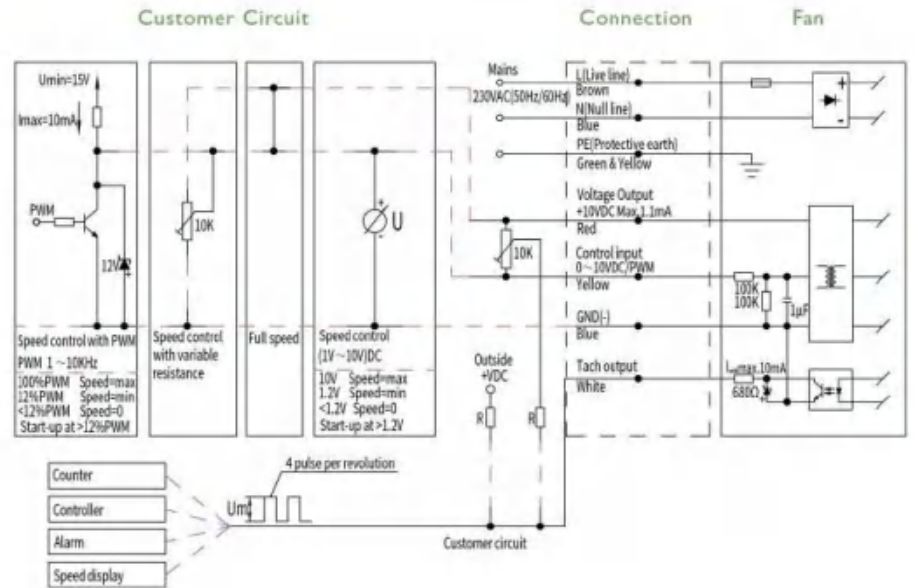 Customer Circuit
Connection
Fan
Umin=15V
Imax=10mA
PWM
12V
Speed control with PWM
PWM 1 ~10KHz
100%PWM Speed=max
12%PWM Speed=min
<12%PWM Speed=0
Start-up at >12%PWM
10K
Speed control
with variable
resistance
Full speed
+
U
-
Speed control
(1V~10V)DC
10V Speed=max
1.2V Speed=min
<1.2V Speed=0
Start-up at >1.2V
Mains
230VAC(50Hz/60Hz)
10K
Outside
+VDC
R
R
L(Live line)
Brown
N(Null line)
Blue
PE(Protective earth)
Green & Yellow
Voltage Output
+10VDC Max,1.1mA
Red
Control input
0~10VDC/PWM
Yellow
GND(-)
Blue
Tach output
White
+
-
100K
100K
1μF
max,10mA
680Ω
Counter
Controller
Alarm
Speed display
Um
4 pulse per revolution
Customer circuit